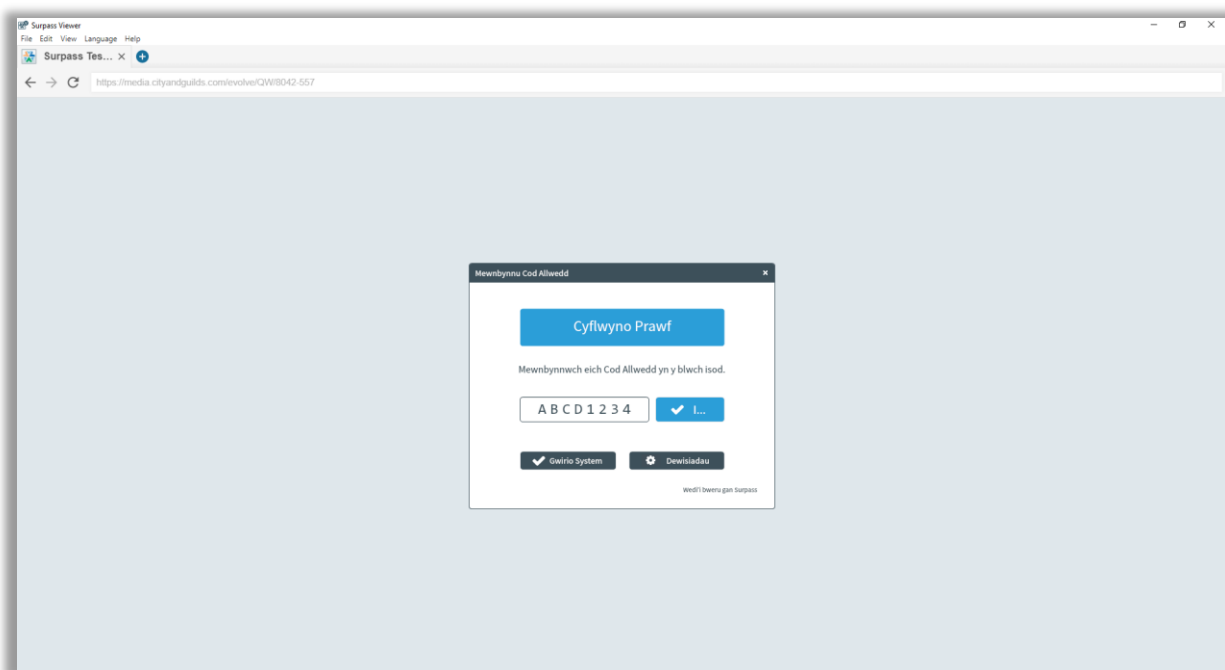 Surpass Viewer
File Edit View Language Help
Surpass Tes...
https://media.cityandguilds.com/evolve/QW/8042-557
Mewnbynnu Cod Allwedd
Cyflwyno Prawf
Mewnbynnwch eich Cod Allwedd yn y blwch isod.
A B C D 1 2 3 4 I...
Gwirio System Dewisiadau
Wedi'i bweru gan Surpass